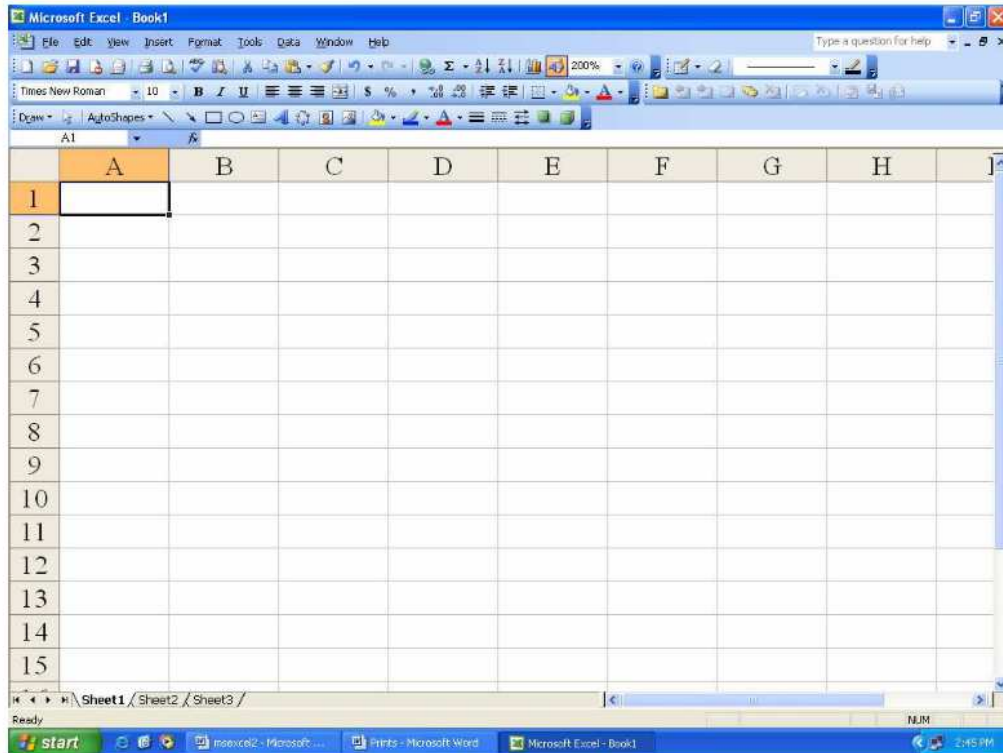 Microsoft Excel - Book1
File Edit View Insert Format Tools Data Window Help Type a question for help
200%
Times New Roman 10 B I U $ % ,
Draw AutoShapes
A1 fx
A B C D E F G H I
1
2
3
4
5
6
7
8
9
10
11
12
13
14
15
Sheet1 Sheet2 Sheet3
Ready NUM
start msexcel2 - Microsoft ... Prints - Microsoft Word Microsoft Excel - Book1 2:45 PM